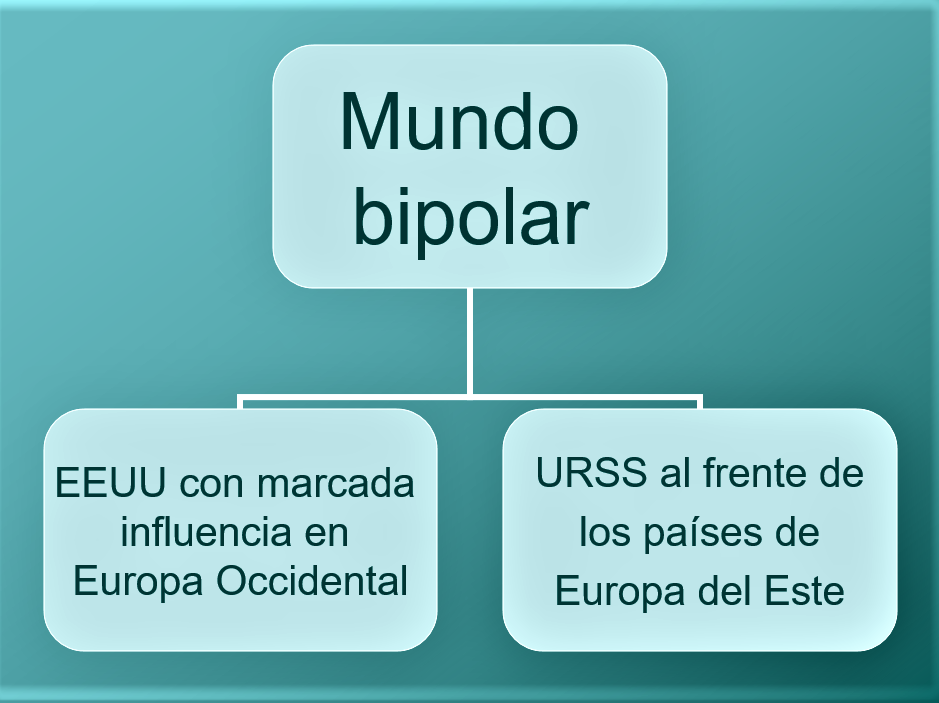 Mundo
bipolar
EEUU con marcada
influencia en
Europa Occidental
URSS al frente de
los países de
Europa del Este